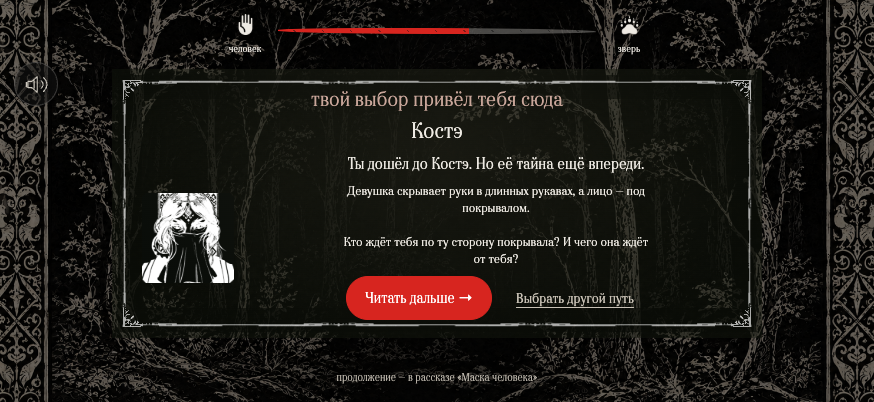 человек
зверь
твой выбор привёл тебя сюда
Костэ
Ты дошёл до Костэ. Но её тайна ещё впереди.
Девушка скрывает руки в длинных рукавах, а лицо — под
покрывалом.
Кто ждёт тебя по ту сторону покрывала? И чего она ждёт
от тебя?
Читать дальше →
Выбрать другой путь
продолжение — в рассказе «Маска человека»